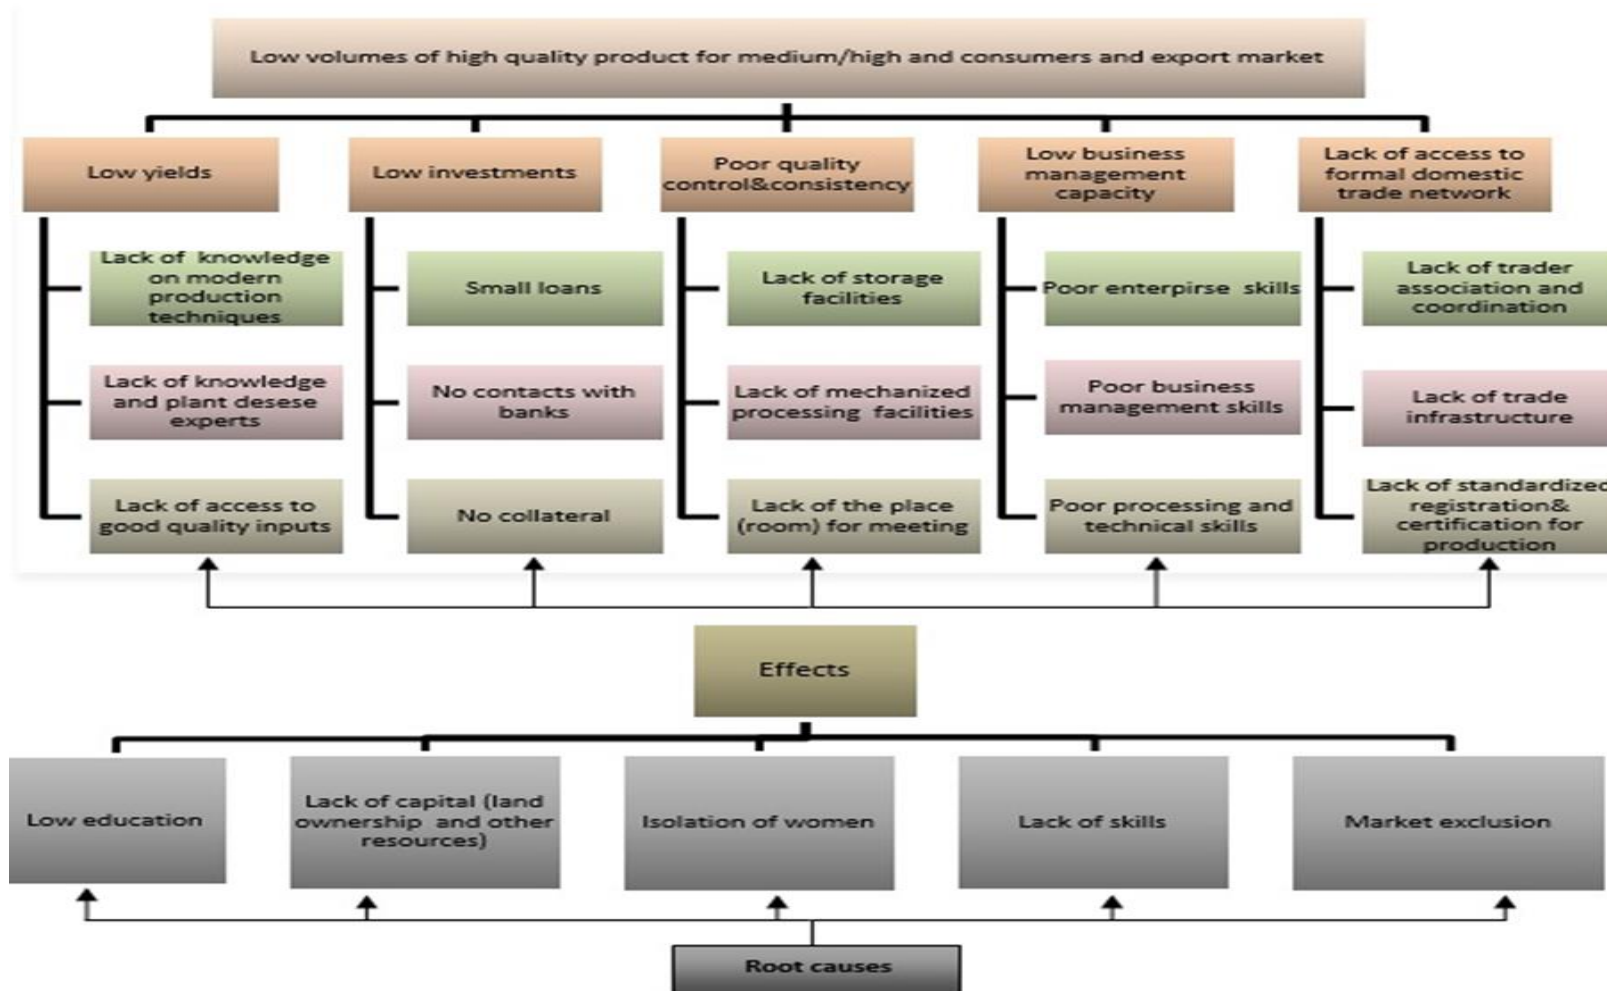 Low volumes of high quality product for medium/high and consumers and export market
Low yields
Low investments
Poor quality
control&consistency
Low business
management
capacity
Lack of access to
formal domestic
trade network
Lack of knowledge
on modern
production
techniques
Small loans
Lack of storage
facilities
Poor enterpirse skills
Lack of trader
association and
coordination
Lack of knowledge
and plant desese
experts
No contacts with
banks
Lack of mechanized
processing facilities
Poor business
management skills
Lack of trade
infrastructure
Lack of access to
good quality inputs
No collateral
Lack of the place
(room) for meeting
Poor processing and
technical skills
Lack of standardized
registration&
certification for
production
Effects
Low education
Lack of capital (land
ownership and other
resources)
Isolation of women
Lack of skills
Market exclusion
Root causes